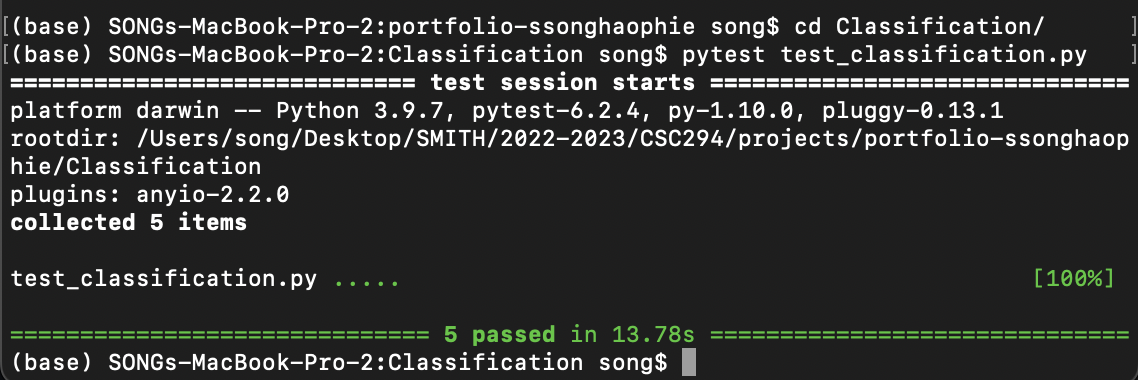 [(base) SONGs-MacBook-Pro-2:portfolio-ssonghaophie song$ cd Classification/ ]
[(base) SONGs-MacBook-Pro-2:Classification song$ pytest test_classification.py ]
============================= test session starts ==============================
platform darwin -- Python 3.9.7, pytest-6.2.4, py-1.10.0, pluggy-0.13.1
rootdir: /Users/song/Desktop/SMITH/2022-2023/CSC294/projects/portfolio-ssonghaop
hie/Classification
plugins: anyio-2.2.0
collected 5 items
test_classification.py ..... [100%]
============================== 5 passed in 13.78s ==============================
(base) SONGs-MacBook-Pro-2:Classification song$